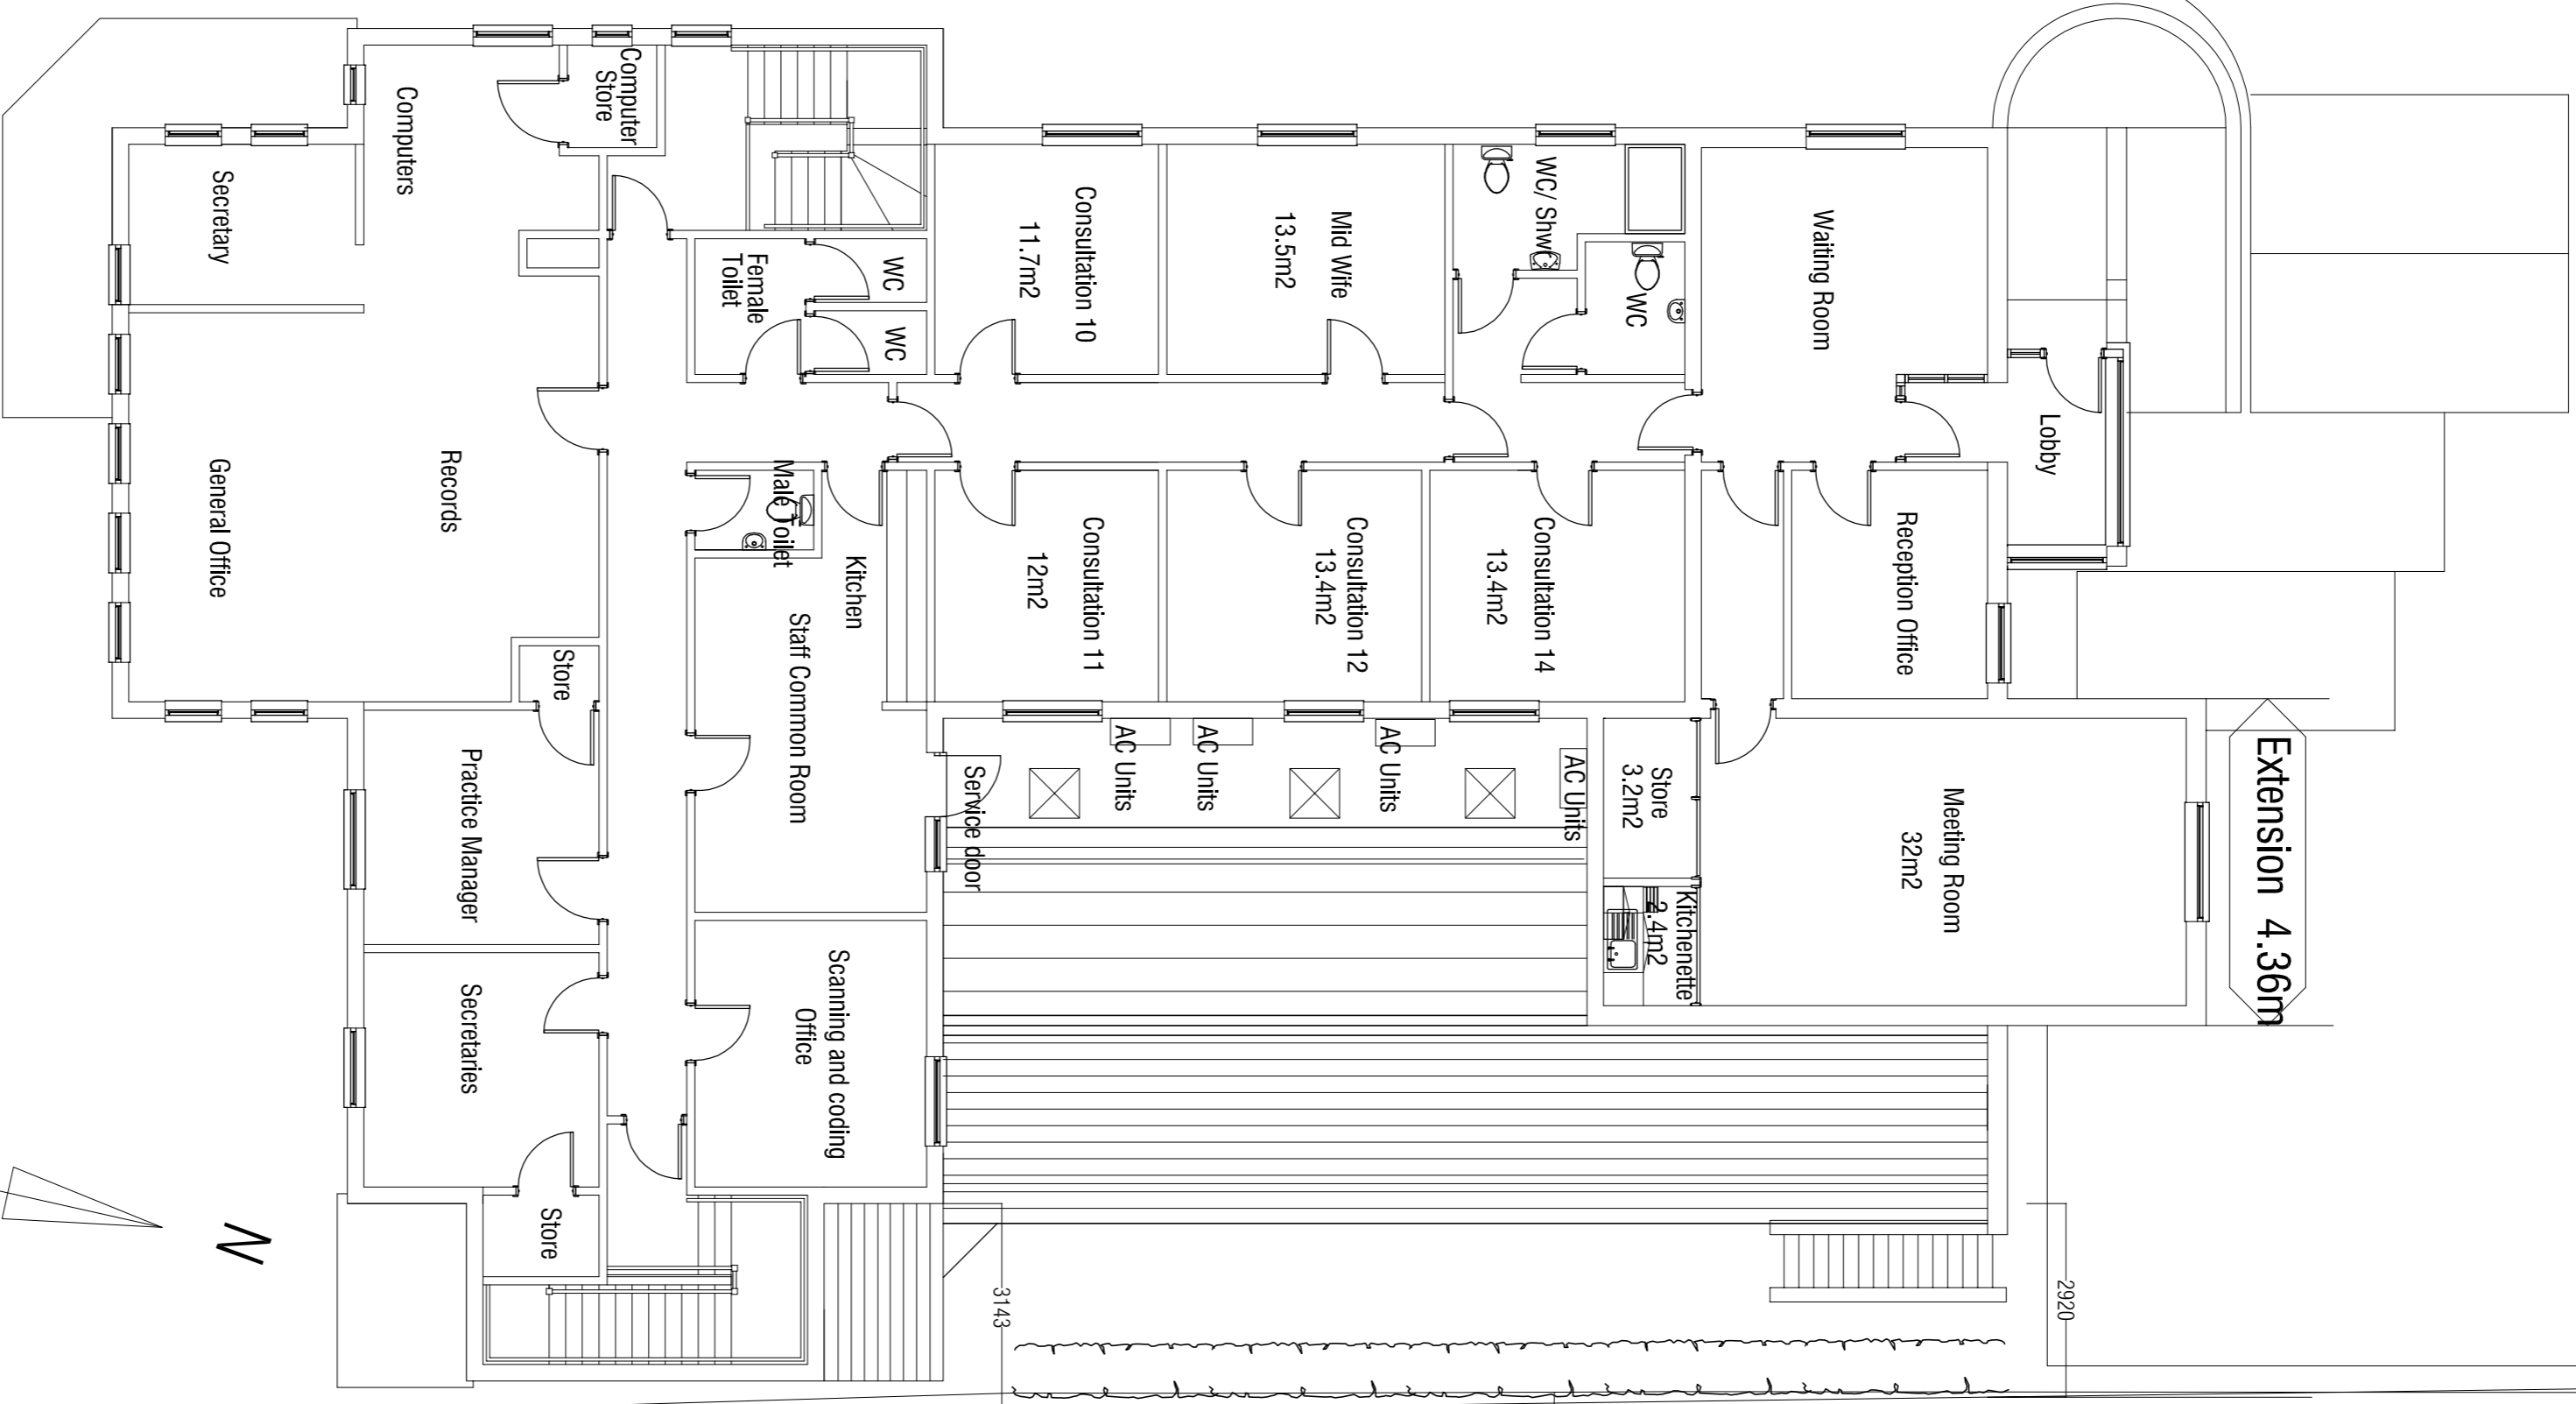 Computer
Store
Computers
Secretary
Female
Toilet
WC
WC
Consultation 10
11.7m2
Mid Wife
13.5m2
WC/ Shw
WC
Waiting Room
Lobby
General Office
Records
Male Toilet
Kitchen
Staff Common Room
Consultation 11
12m2
Consultation 12
13.4m2
Consultation 14
13.4m2
Reception Office
Store
Practice Manager
Service door
AC Units
AC Units
AC Units
AC Units
Store
3.2m2
Kitchenette
2.4m2
Meeting Room
32m2
Extension 4.36m
Secretaries
Scanning and coding
Office
Store
N
3143
2920